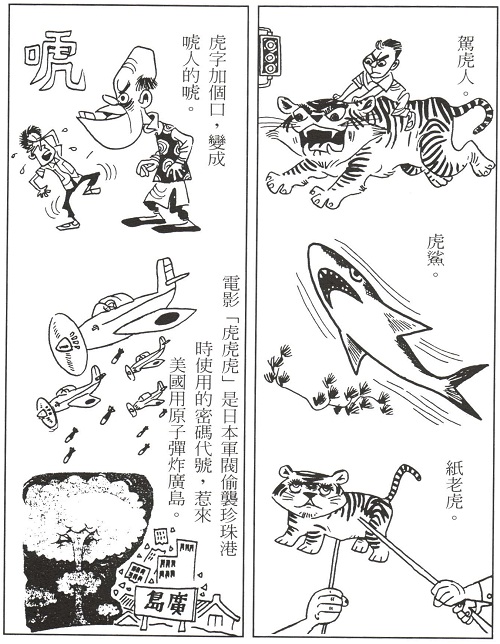 駕虎人。
虎鯊。
紙老虎。
虎字加個口，變成
唬人的唬。
唬
電影「虎虎虎」是日本軍閥偷襲珍珠港
時使用的密碼代號，惹來
美國用原子彈炸廣島。
廣島